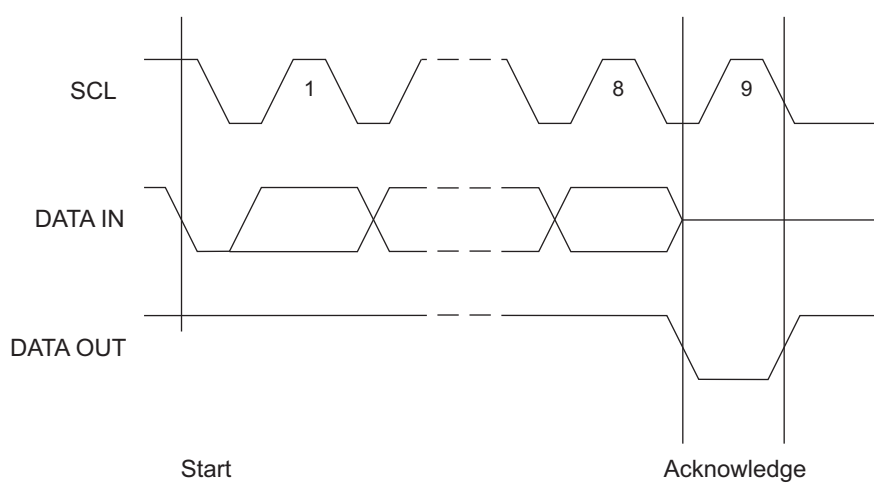 SCL
1
8
9
DATA IN
DATA OUT
Start
Acknowledge